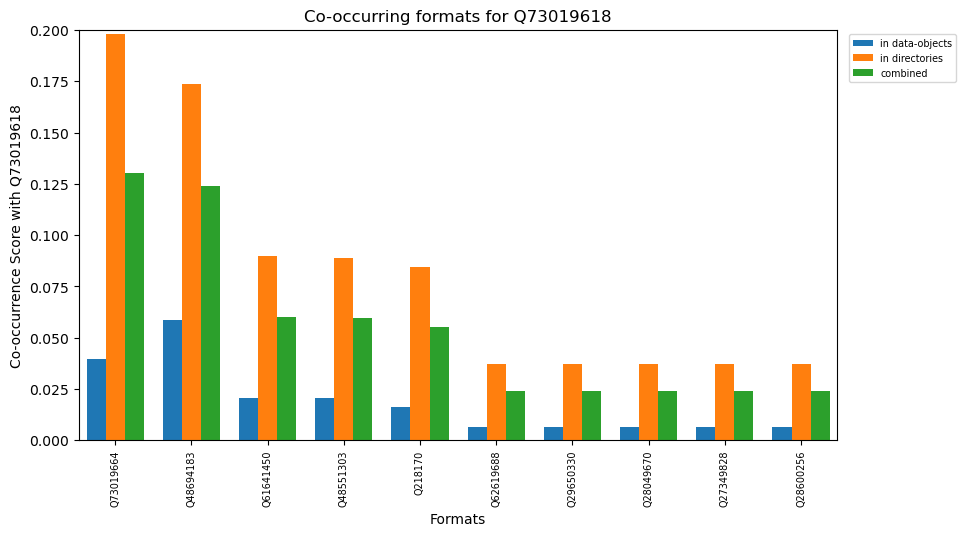 Co-occurring formats for Q73019618
Co-occurrence Score with Q73019618
0.200
0.175
0.150
0.125
0.100
0.075
0.050
0.025
0.000
in data-objects
in directories
combined
Q73019664
Q48694183
Q61641450
Q48551303
Q218170
Q62619688
Q29650330
Q28049670
Q27349828
Q28600256
Formats